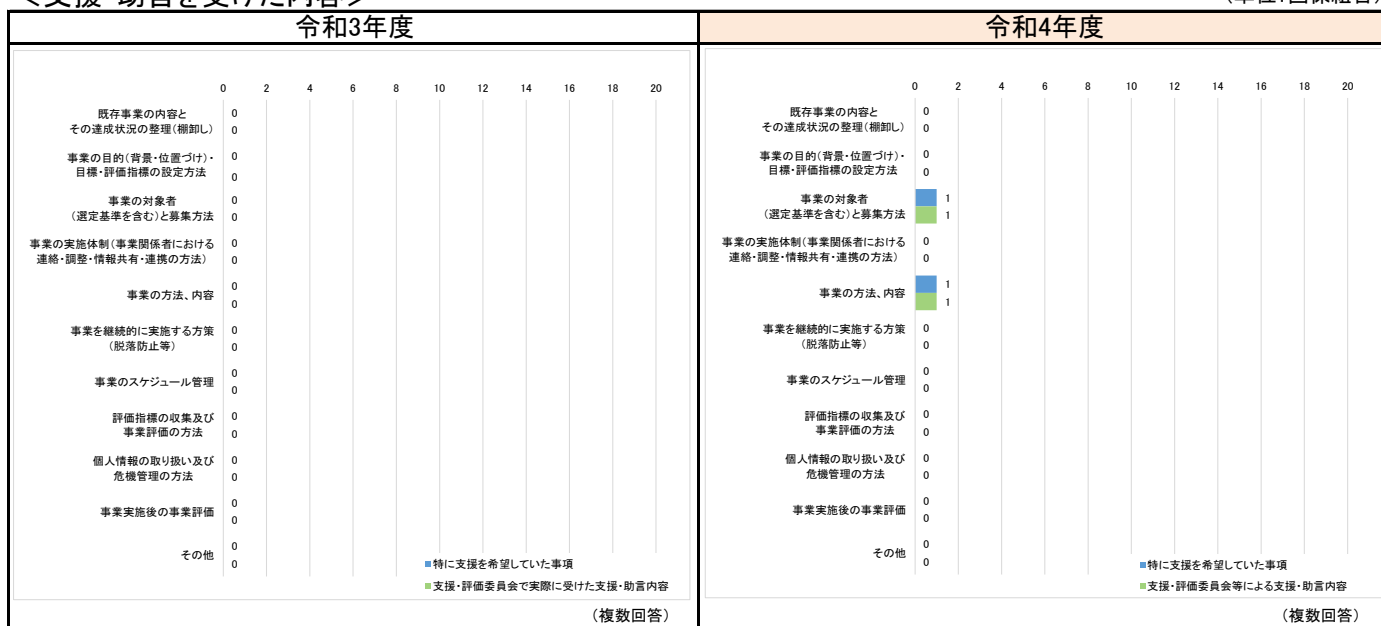 ＜支援・助言を受けた内容＞
（単位：国保組合）
令和3年度
0 2 4 6 8 10 12 14 16 18 20
既存事業の内容と
その達成状況の整理（棚卸し）
0
0
事業の目的（背景・位置づけ）・
目標・評価指標の設定方法
0
0
事業の対象者
（選定基準を含む）と募集方法
0
0
事業の実施体制（事業関係者における
連絡・調整・情報共有・連携の方法）
0
0
事業の方法、内容
0
0
事業を継続的に実施する方策
（脱落防止等）
0
0
事業のスケジュール管理
0
0
評価指標の収集及び
事業評価の方法
0
0
個人情報の取り扱い及び
危機管理の方法
0
0
事業実施後の事業評価
0
0
その他
0
0
特に支援を希望していた事項
支援・評価委員会で実際に受けた支援・助言内容
（複数回答）
令和4年度
0 2 4 6 8 10 12 14 16 18 20
既存事業の内容と
その達成状況の整理（棚卸し）
0
0
事業の目的（背景・位置づけ）・
目標・評価指標の設定方法
0
0
事業の対象者
（選定基準を含む）と募集方法
1
1
事業の実施体制（事業関係者における
連絡・調整・情報共有・連携の方法）
0
0
事業の方法、内容
1
1
事業を継続的に実施する方策
（脱落防止等）
0
0
事業のスケジュール管理
0
0
評価指標の収集及び
事業評価の方法
0
0
個人情報の取り扱い及び
危機管理の方法
0
0
事業実施後の事業評価
0
0
その他
0
0
特に支援を希望していた事項
支援・評価委員会等による支援・助言内容
（複数回答）